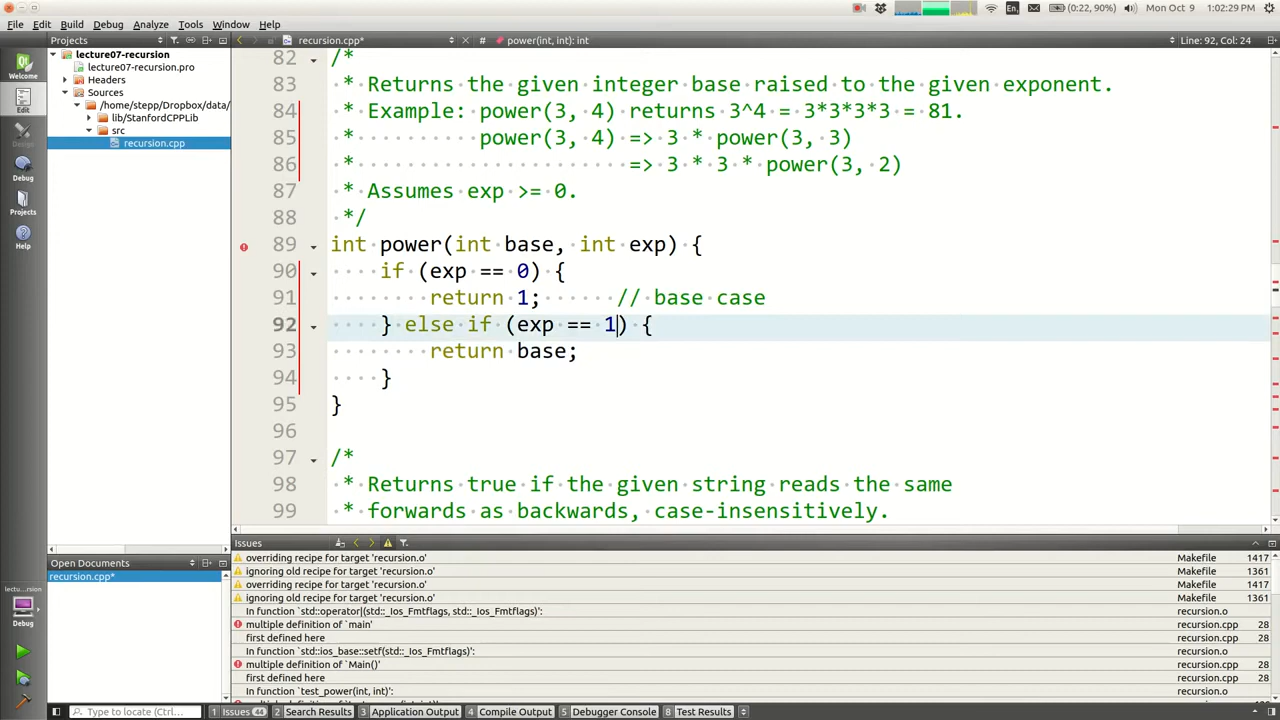 En (0:22, 90%) Mon Oct 9 1:02:29 PM
File Edit Build Debug Analyze Tools Window Help
Projects recursion.cpp* # power(int, int): int Line: 92, Col: 24
Welcome
Edit
Design
Debug
Projects
Help
lecture07-recursion
lecture07-recursion.pro
Headers
Sources
/home/stepp/Dropbox/data/
lib/StanfordCPPLib
src
recursion.cpp
82 /*
83 * Returns the given integer base raised to the given exponent.
84 * Example: power(3, 4) returns 3^4 = 3*3*3*3 = 81.
85 * power(3, 4) => 3 * power(3, 3)
86 * => 3 * 3 * power(3, 2)
87 * Assumes exp >= 0.
88 */
89 int power(int base, int exp) {
90 if (exp == 0) {
91 return 1; // base case
92 } else if (exp == 1) {
93 return base;
94 }
95 }
96
97 /*
98 * Returns true if the given string reads the same
99 * forwards as backwards, case-insensitively.
Open Documents
recursion.cpp*
lectu...rsion
Debug
Issues
overriding recipe for target 'recursion.o' Makefile 1417
ignoring old recipe for target 'recursion.o' Makefile 1361
overriding recipe for target 'recursion.o' Makefile 1417
ignoring old recipe for target 'recursion.o' Makefile 1361
In function `std::operator|(std::_Ios_Fmtflags, std::_Ios_Fmtflags)': recursion.o
multiple definition of `main' recursion.cpp 28
first defined here recursion.cpp 28
In function `std::ios_base::setf(std::_Ios_Fmtflags)': recursion.o
multiple definition of `Main()' recursion.cpp 28
first defined here recursion.cpp 28
In function `test_power(int, int)': recursion.o
Type to locate (Ctrl... 1 Issues 44 2 Search Results 3 Application Output 4 Compile Output 5 Debugger Console 8 Test Results